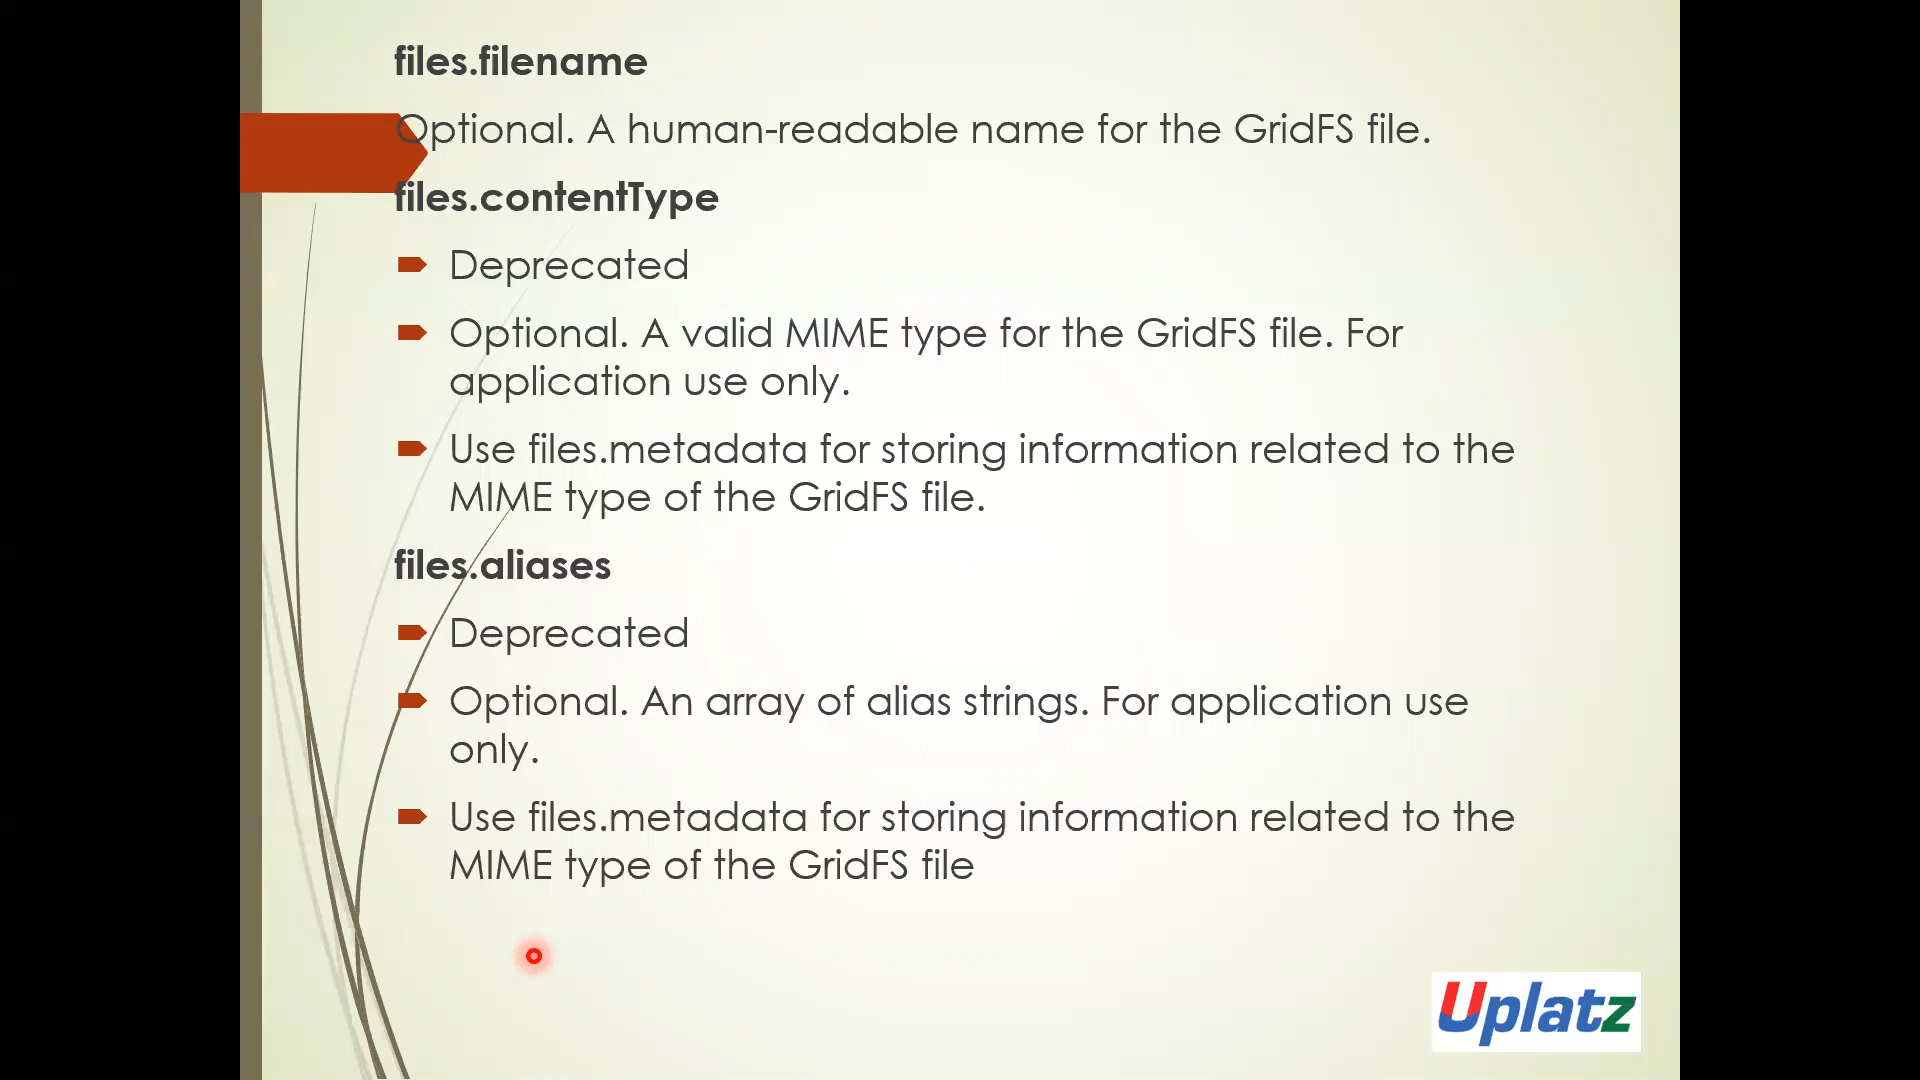 files.filename
Optional. A human-readable name for the GridFS file.
files.contentType
Deprecated
Optional. A valid MIME type for the GridFS file. For
application use only.
Use files.metadata for storing information related to the
MIME type of the GridFS file.
files.aliases
Deprecated
Optional. An array of alias strings. For application use
only.
Use files.metadata for storing information related to the
MIME type of the GridFS file
Uplatz